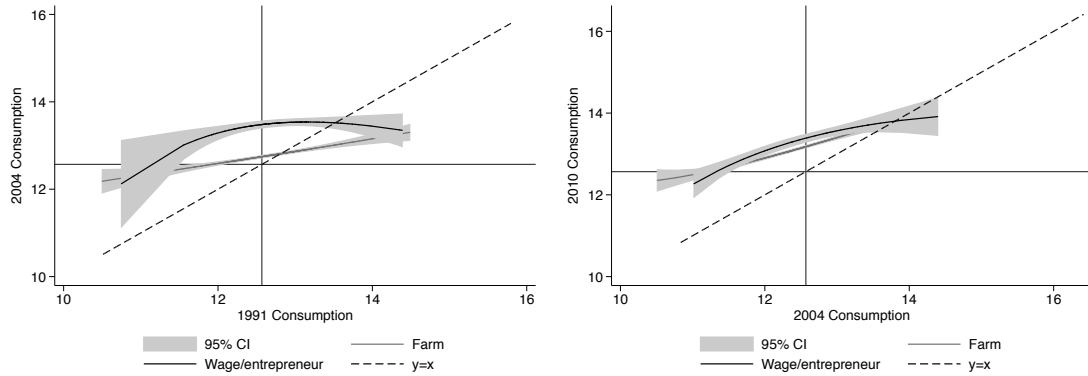 16
14
12
10
2004 Consumption
10
12
14
16
1991 Consumption
95% CI
Farm
Wage/entrepreneur
y=x
16
14
12
10
2010 Consumption
10
12
14
16
2004 Consumption
95% CI
Farm
Wage/entrepreneur
y=x